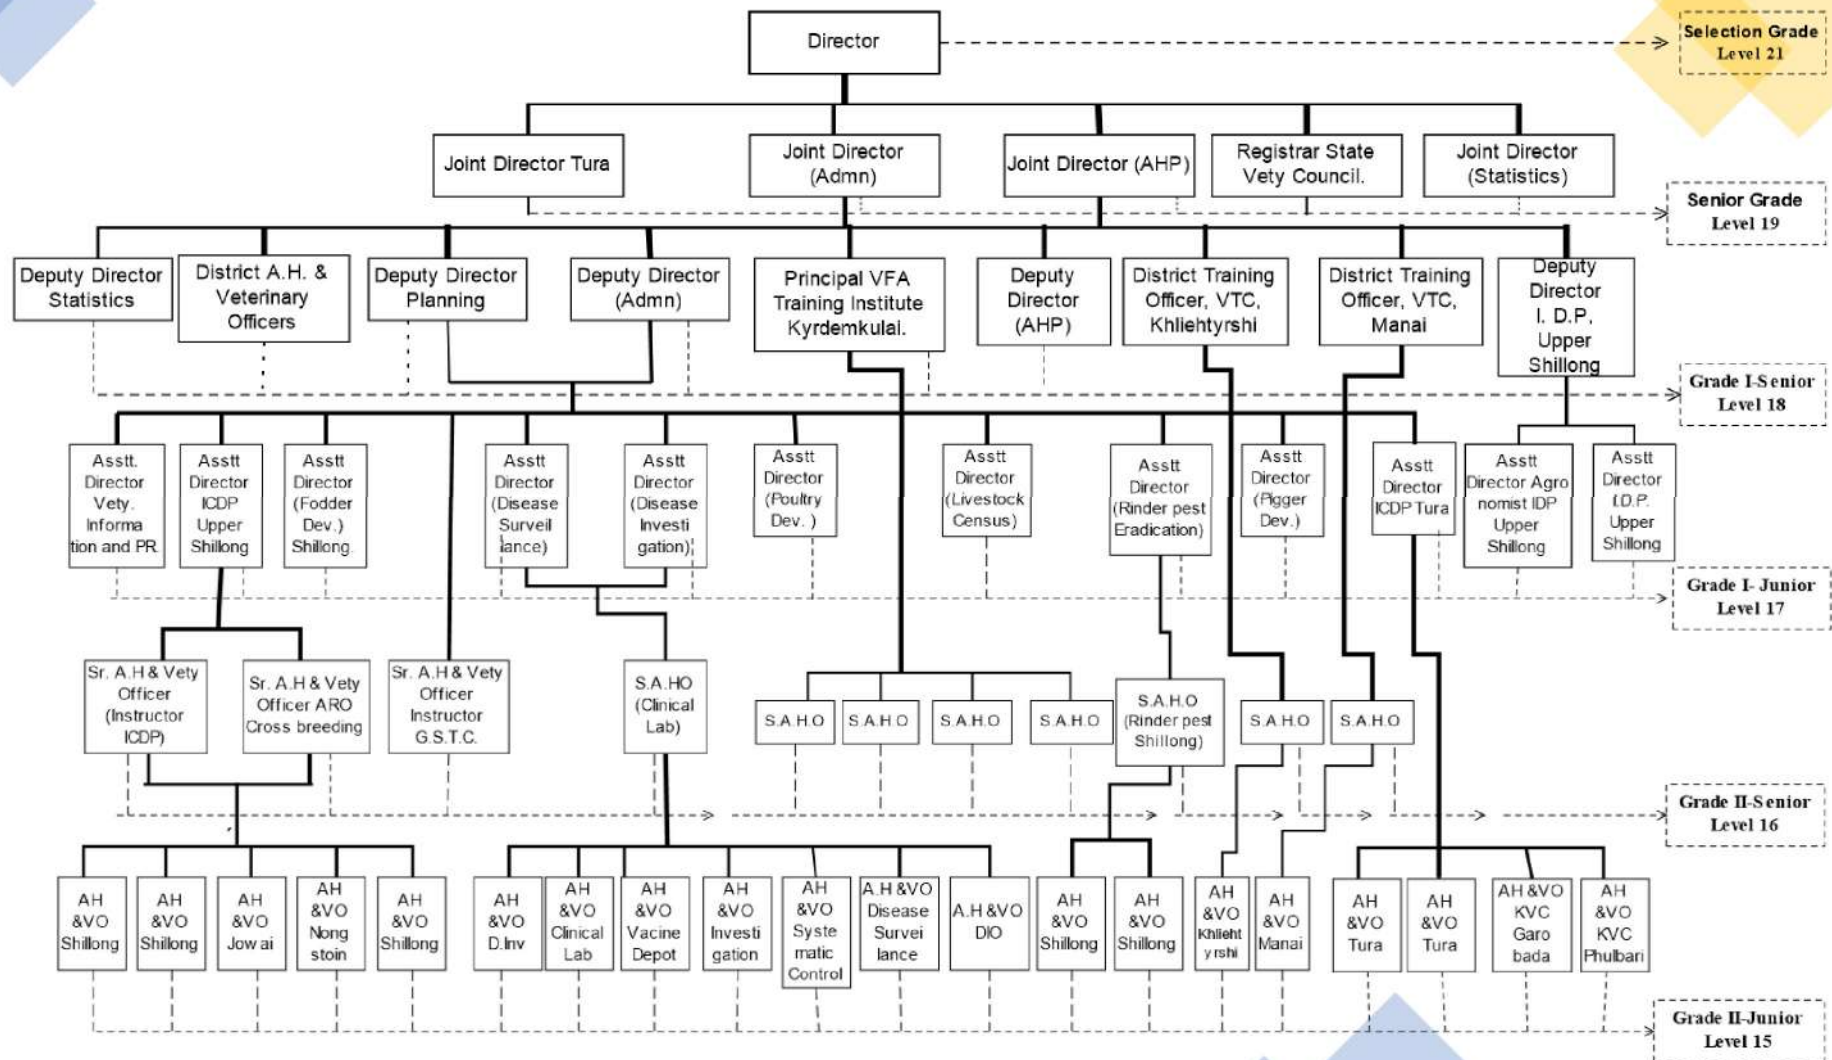 Director
Selection Grade
Level 21
Joint Director Tura
Joint Director
(Admn)
Joint Director (AHP)
Registrar State
Vety Council.
Joint Director
(Statistics)
Senior Grade
Level 19
Deputy Director
Statistics
District A.H. &
Veterinary
Officers
Deputy Director
Planning
Deputy Director
(Admn)
Principal VFA
Training Institute
Kyrdemkulai.
Deputy
Director
(AHP)
District Training
Officer, VTC,
Khliehtyrshi
District Training
Officer, VTC,
Manai
Deputy
Director
I. D.P.
Upper
Shillong
Grade I-Senior
Level 18
Asstt.
Director
Vety.
Informa
tion and PR
Asstt
Director
ICDP
Upper
Shillong
Asstt
Director
(Fodder
Dev.)
Shillong.
Asstt
Director
(Disease
Surveil
lance)
Asstt
Director
(Disease
Investi
gation)
Asstt
Director
(Poultry
Dev. )
Asstt
Director
(Livestock
Census)
Asstt
Director
(Rinder pest
Eradication)
Asstt
Director
(Pigger
Dev.)
Asstt
Director
ICDP Tura
Asstt
Director Agro
nomist IDP
Upper
Shillong
Asstt
Director
I.D.P.
Upper
Shillong
Grade I- Junior
Level 17
Sr. A.H & Vety
Officer
(Instructor
ICDP)
Sr. A.H & Vety
Officer ARO
Cross breeding
Sr. A.H & Vety
Officer
Instructor
G.S.T.C.
S.A.HO
(Clinical
Lab)
S.A.H.O
S.A.H.O
S.A.H.O
S.A.H.O
S.A.H.O
(Rinder pest
Shillong)
S.A.H.O
S.A.H.O
Grade II-Senior
Level 16
AH
&VO
Shillong
AH
&VO
Shillong
AH
&VO
Jowai
AH
&VO
Nong
stoin
AH
&VO
Shillong
AH
&VO
D.Inv
AH
&VO
Clinical
Lab
AH
&VO
Vacine
Depot
AH
&VO
Investi
gation
AH
&VO
Syste
matic
Control
A.H &VO
Disease
Survei
lance
A.H &VO
DIO
AH
&VO
Shillong
AH
&VO
Shillong
AH
&VO
Khlieht
yrshi
AH
&VO
Manai
AH
&VO
Tura
AH
&VO
Tura
AH &VO
KVC
Garo
bada
AH
&VO
KVC
Phulbari
Grade II-Junior
Level 15